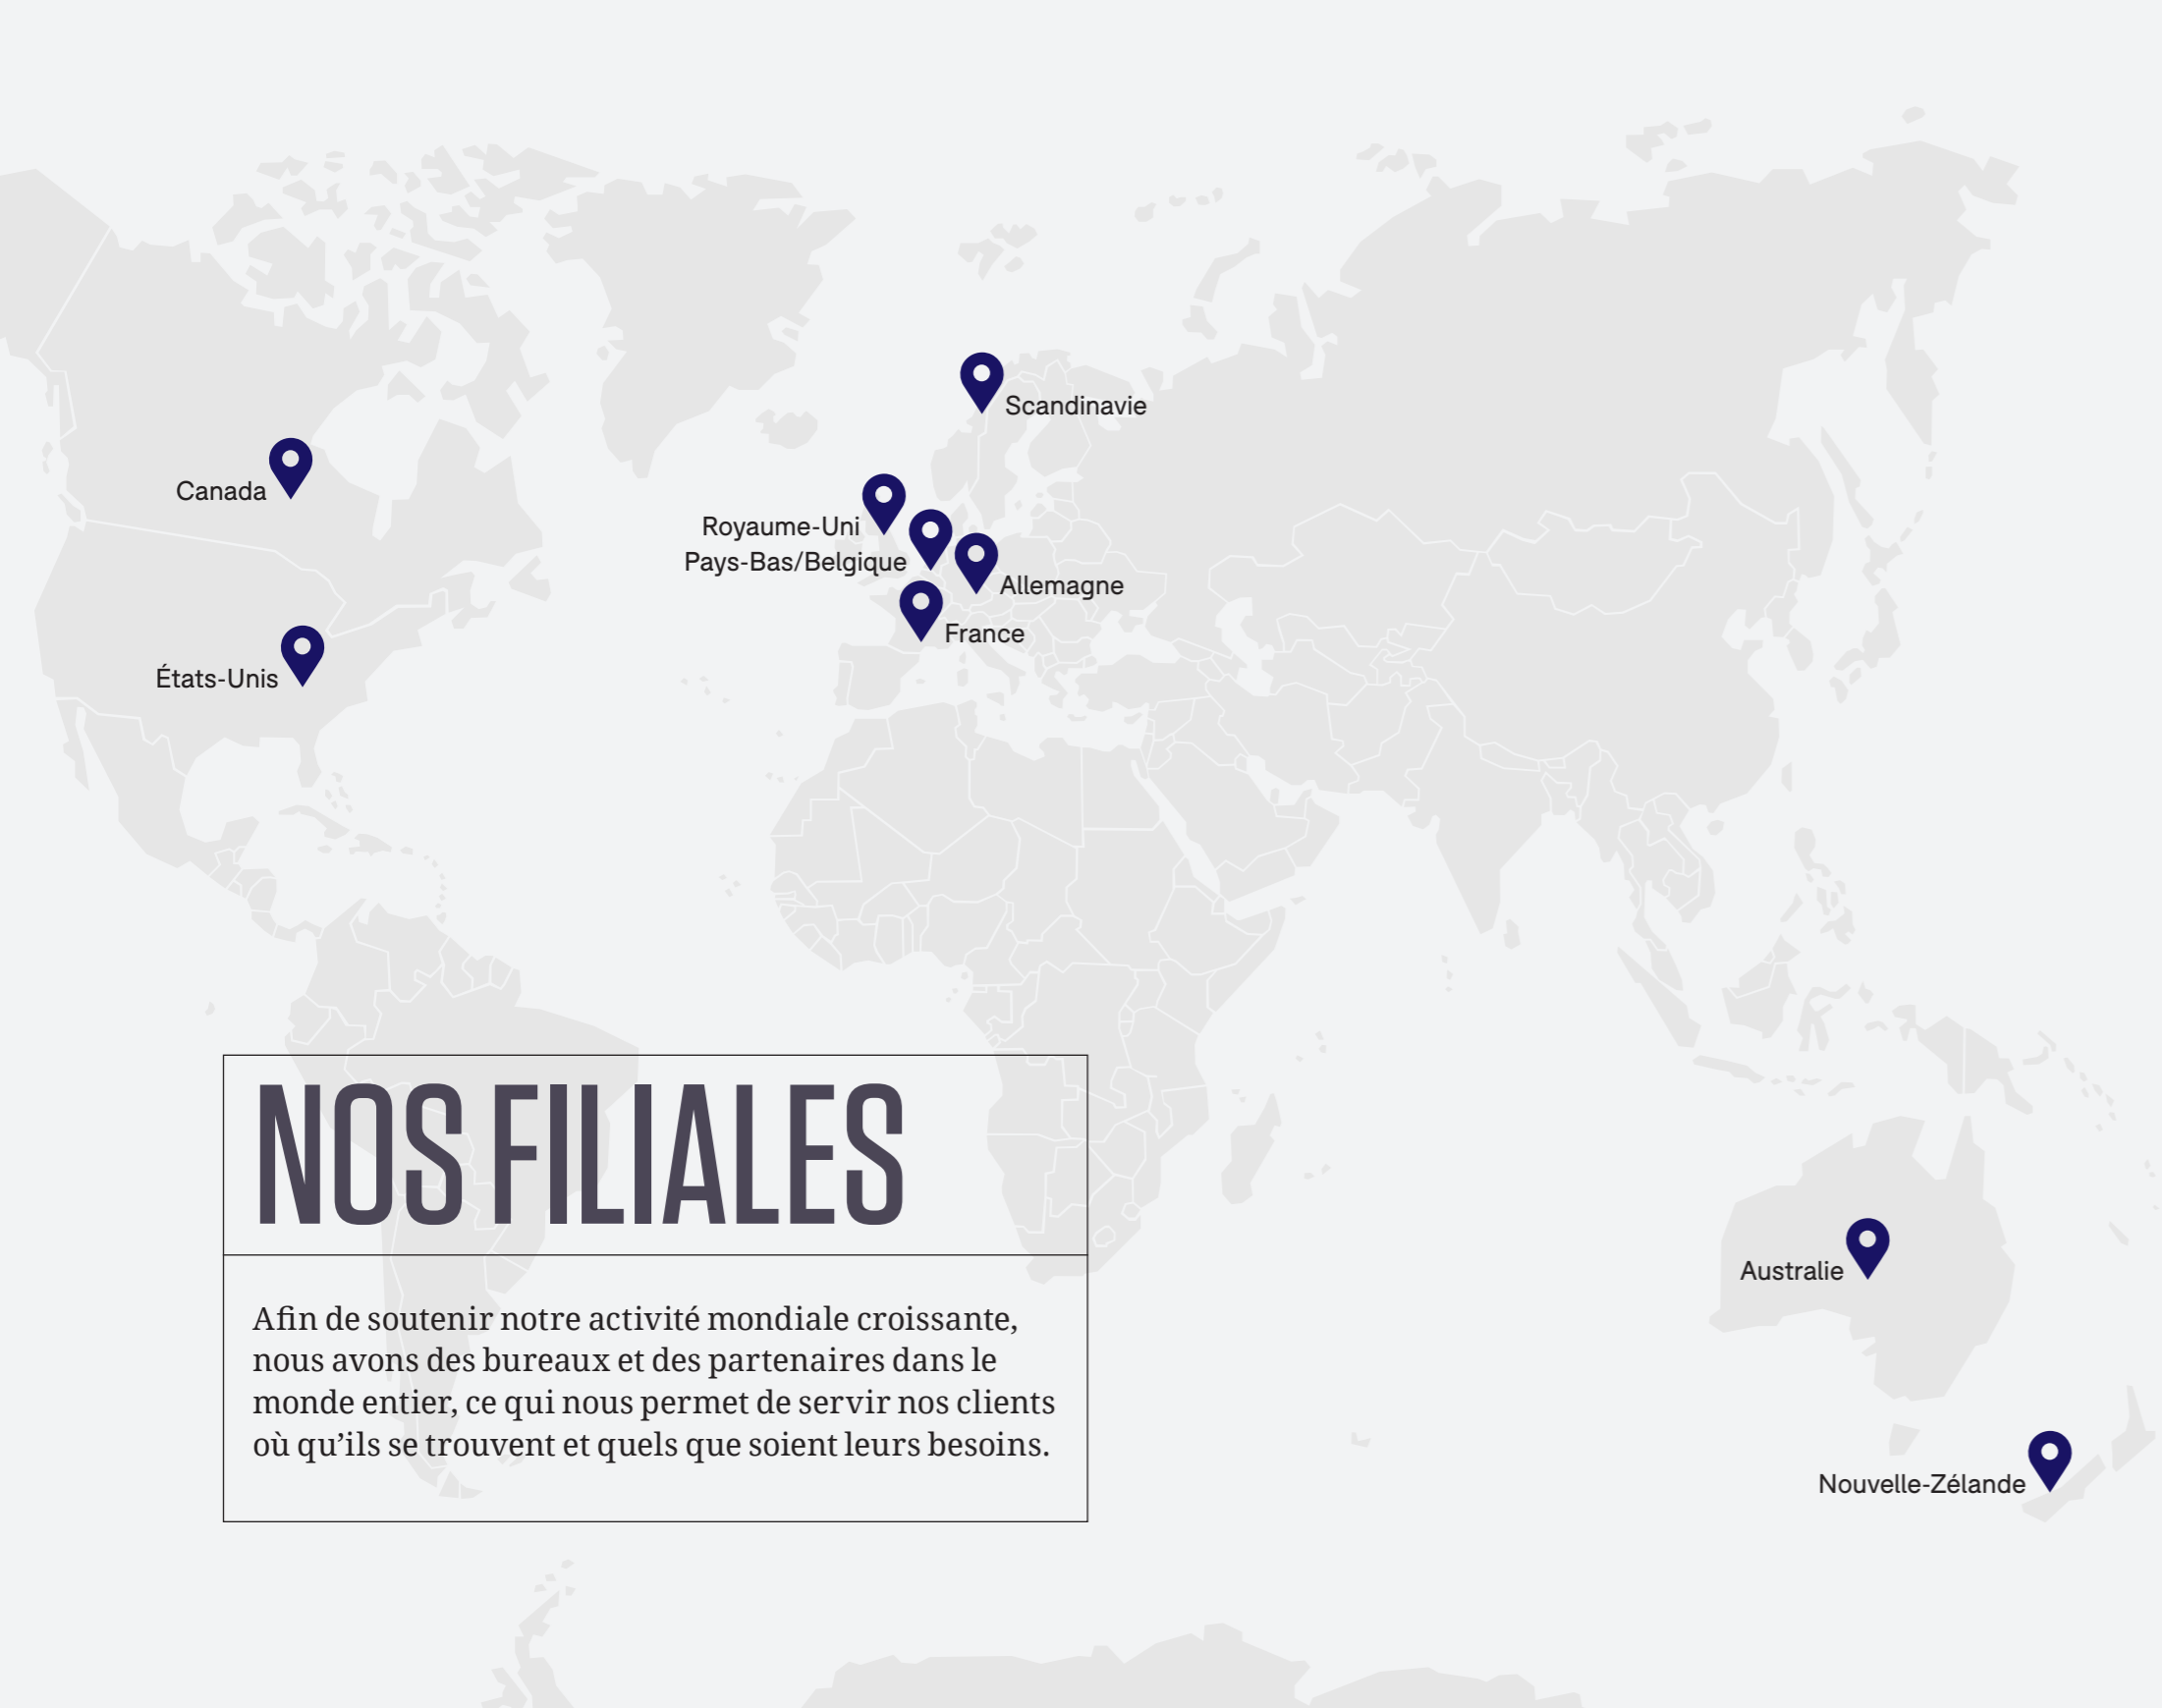 Scandinavie
Canada
Royaume-Uni
Pays-Bas/Belgique
Allemagne
France
États-Unis
NOS FILIALES
Australie
Afin de soutenir notre activité mondiale croissante,
nous avons des bureaux et des partenaires dans le
monde entier, ce qui nous permet de servir nos clients
où qu’ils se trouvent et quels que soient leurs besoins.
Nouvelle-Zélande